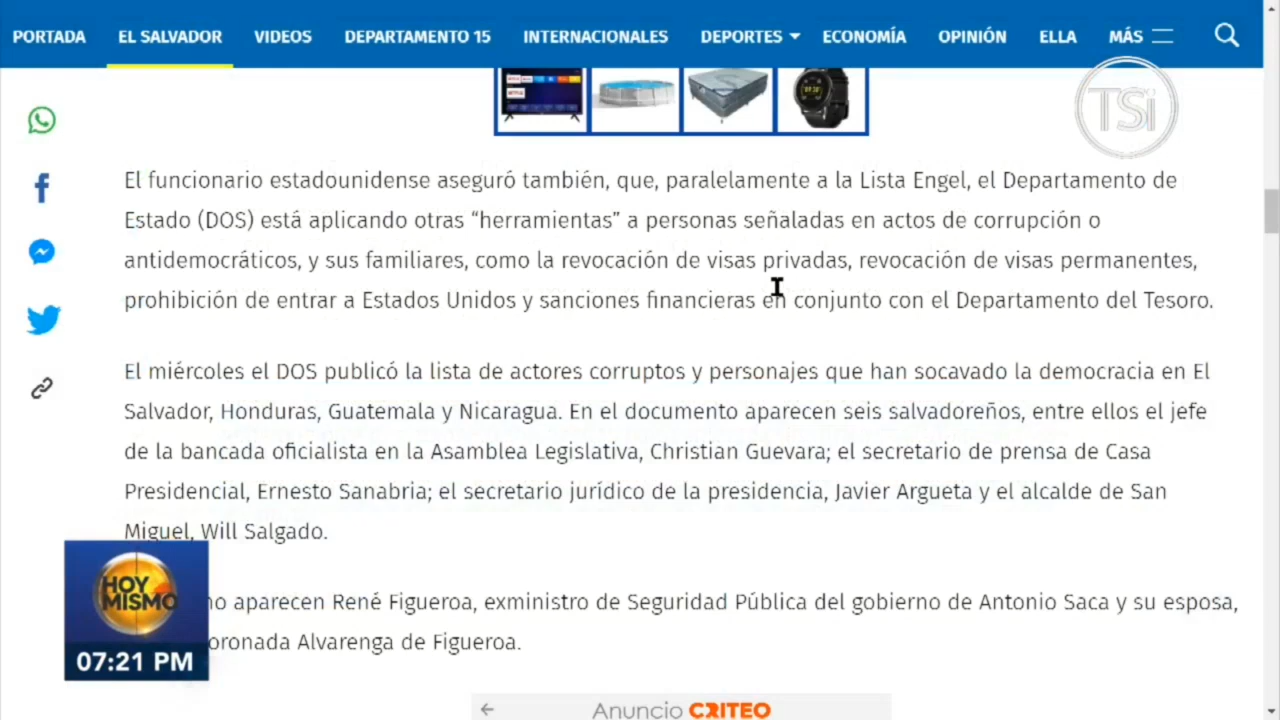 PORTADA EL SALVADOR VIDEOS DEPARTAMENTO 15 INTERNACIONALES DEPORTES ECONOMÍA OPINIÓN ELLA MÁS
TSi
El funcionario estadounidense aseguró también, que, paralelamente a la Lista Engel, el Departamento de
Estado (DOS) está aplicando otras “herramientas” a personas señaladas en actos de corrupción o
antidemocráticos, y sus familiares, como la revocación de visas privadas, revocación de visas permanentes,
prohibición de entrar a Estados Unidos y sanciones financieras en conjunto con el Departamento del Tesoro.
El miércoles el DOS publicó la lista de actores corruptos y personajes que han socavado la democracia en El
Salvador, Honduras, Guatemala y Nicaragua. En el documento aparecen seis salvadoreños, entre ellos el jefe
de la bancada oficialista en la Asamblea Legislativa, Christian Guevara; el secretario de prensa de Casa
Presidencial, Ernesto Sanabria; el secretario jurídico de la presidencia, Javier Argueta y el alcalde de San
Miguel, Will Salgado.
aparecen René Figueroa, exministro de Seguridad Pública del gobierno de Antonio Saca y su esposa,
Alvarenga de Figueroa.
HOY
MISMO
07:21 PM
Anuncio CRITEO